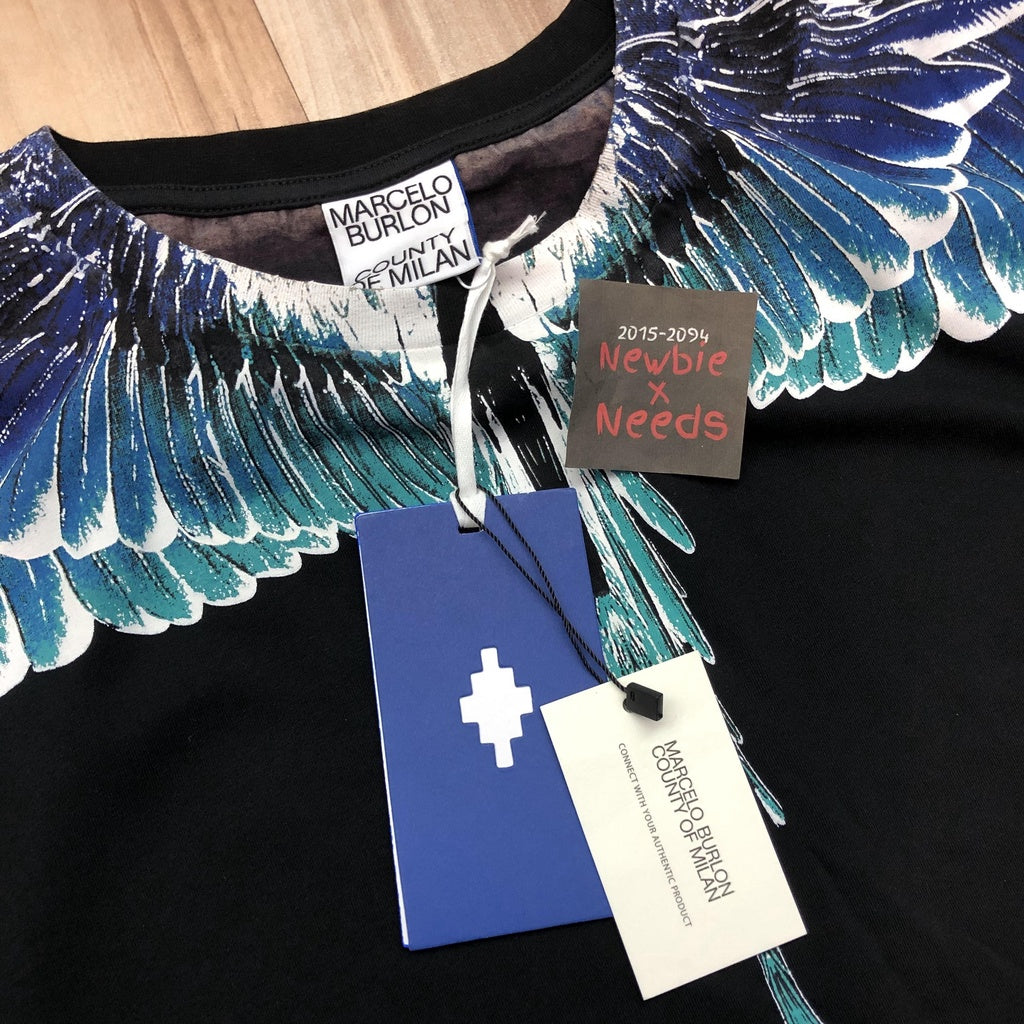 MARCELO
BURLON
COUNTY
OF MILAN
2015-2094
Newbie
x
Needs
MARCELO BURLON
COUNTY OF MILAN
CONNECT WITH YOUR AUTHENTIC PRODUCT